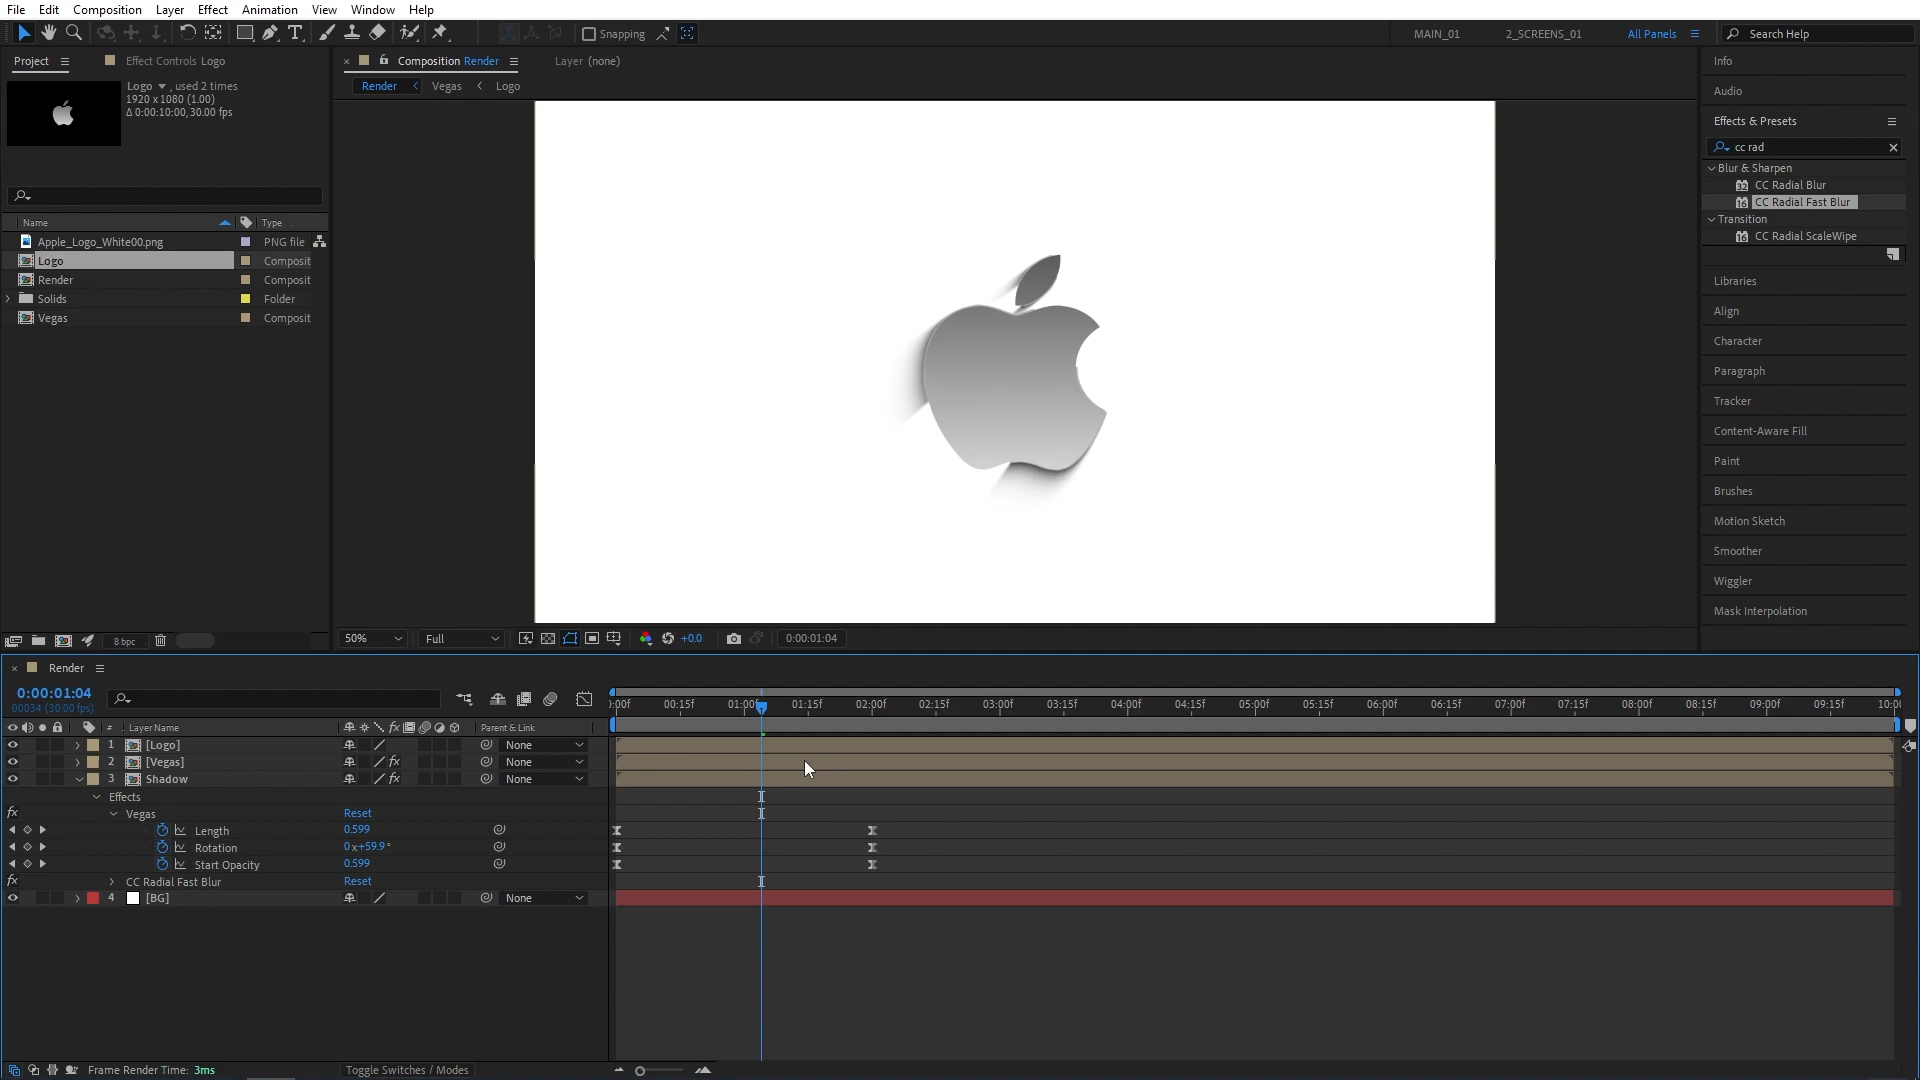 File Edit Composition Layer Effect Animation View Window Help
Snapping
MAIN_01 2_SCREENS_01 All Panels Search Help
Project Effect Controls Logo
Composition Render Layer (none)
Render Vegas Logo
Logo , used 2 times
1920 x 1080 (1.00)
Δ 0:00:10:00, 30.00 fps
Name Type
Apple_Logo_White00.png PNG file
Logo Composit
Render Composit
Solids Folder
Vegas Composit
8 bpc
50% Full +0.0 0:00:01:04
Info
Audio
Effects & Presets
cc rad
Blur & Sharpen
32 CC Radial Blur
16 CC Radial Fast Blur
Transition
16 CC Radial ScaleWipe
Libraries
Align
Character
Paragraph
Tracker
Content-Aware Fill
Paint
Brushes
Motion Sketch
Smoother
Wiggler
Mask Interpolation
Render
0:00:01:04
00034 (30.00 fps)
):00f 00:15f 01:00f 01:15f 02:00f 02:15f 03:00f 03:15f 04:00f 04:15f 05:00f 05:15f 06:00f 06:15f 07:00f 07:15f 08:00f 08:15f 09:00f 09:15f 10:00
# Layer Name fx Parent & Link
1 [Logo] None
2 [Vegas] fx None
3 Shadow fx None
Effects
fx Vegas Reset
Length 0.599
Rotation 0x+59.9°
Start Opacity 0.599
fx CC Radial Fast Blur Reset
4 [BG] None
Frame Render Time: 3ms Toggle Switches / Modes